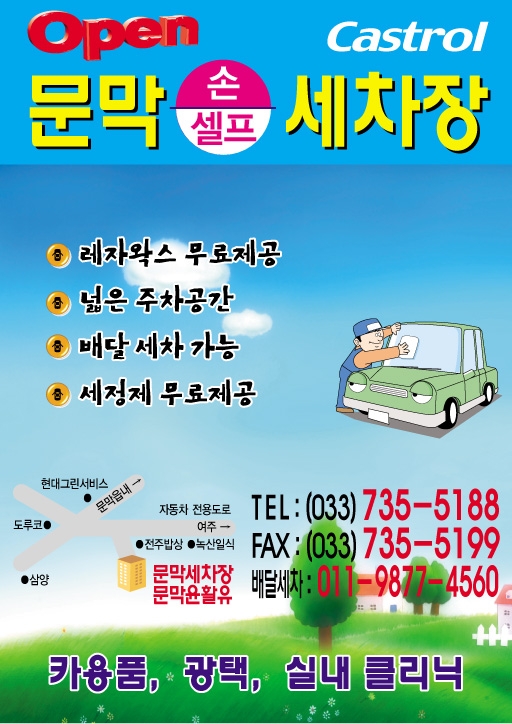 Open
Castrol
문막 손 셀프 세차장
레자왁스 무료제공
넓은 주차공간
배달 세차 가능
세정제 무료제공
현대그린서비스
문막읍내 →
자동차 전용도로
여주 →
도루코
전주밥상
녹산일식
삼양
문막세차장
문막윤활유
TEL : (033) 735-5188
FAX : (033) 735-5199
배달세차 : 011-9877-4560
카용품, 광택, 실내 클리닉